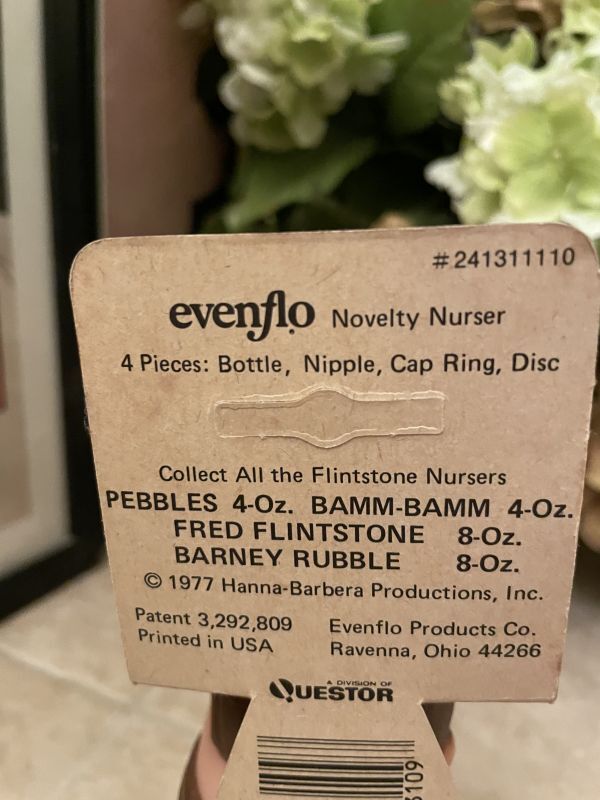 #241311110
evenflo Novelty Nurser
4 Pieces: Bottle, Nipple, Cap Ring, Disc
Collect All the Flintstone Nursers
PEBBLES 4-Oz. BAMM-BAMM 4-Oz.
FRED FLINTSTONE 8-Oz.
BARNEY RUBBLE 8-Oz.
© 1977 Hanna-Barbera Productions, Inc.
Patent 3,292,809
Printed in USA
Evenflo Products Co.
Ravenna, Ohio 44266
A DIVISION OF
QUESTOR